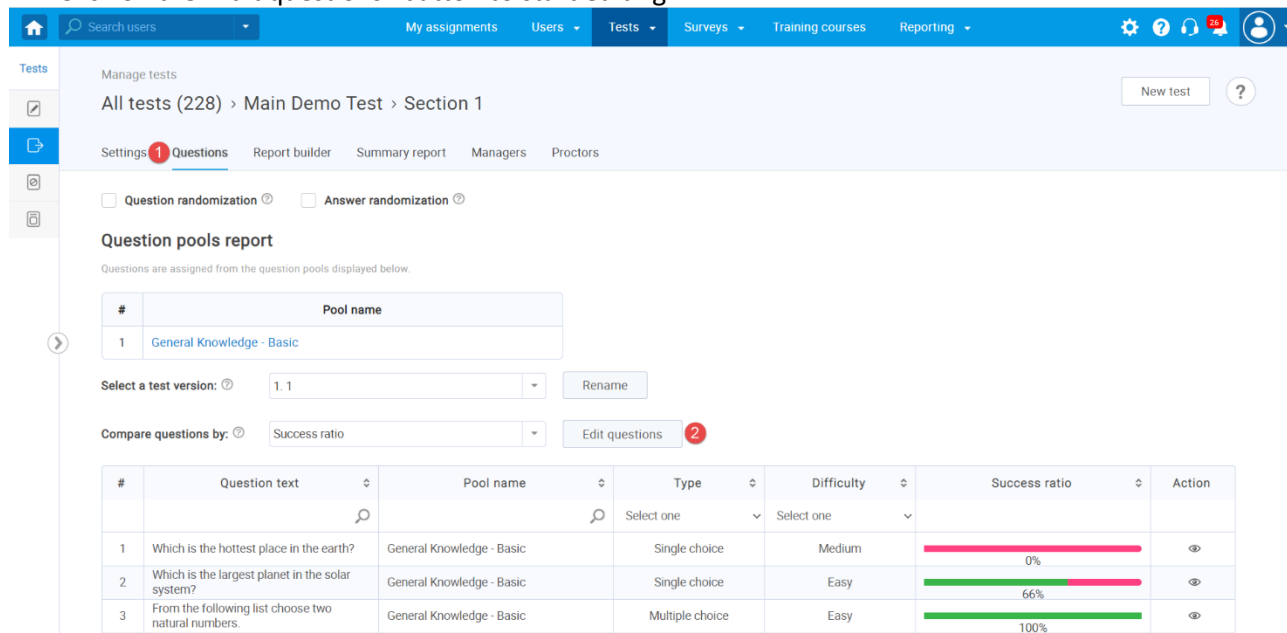 Search users
My assignments Users Tests Surveys Training courses Reporting
26
Tests
Manage tests
All tests (228) › Main Demo Test › Section 1
New test ?
Settings 1 Questions Report builder Summary report Managers Proctors
Question randomization ? Answer randomization ?
Question pools report
Questions are assigned from the question pools displayed below.
# Pool name
1 General Knowledge - Basic
Select a test version: ? 1. 1 Rename
Compare questions by: ? Success ratio Edit questions 2
# Question text Pool name Type Difficulty Success ratio Action
Select one Select one
1 Which is the hottest place in the earth? General Knowledge - Basic Single choice Medium 0%
2 Which is the largest planet in the solar system? General Knowledge - Basic Single choice Easy 66%
3 From the following list choose two natural numbers. General Knowledge - Basic Multiple choice Easy 100%